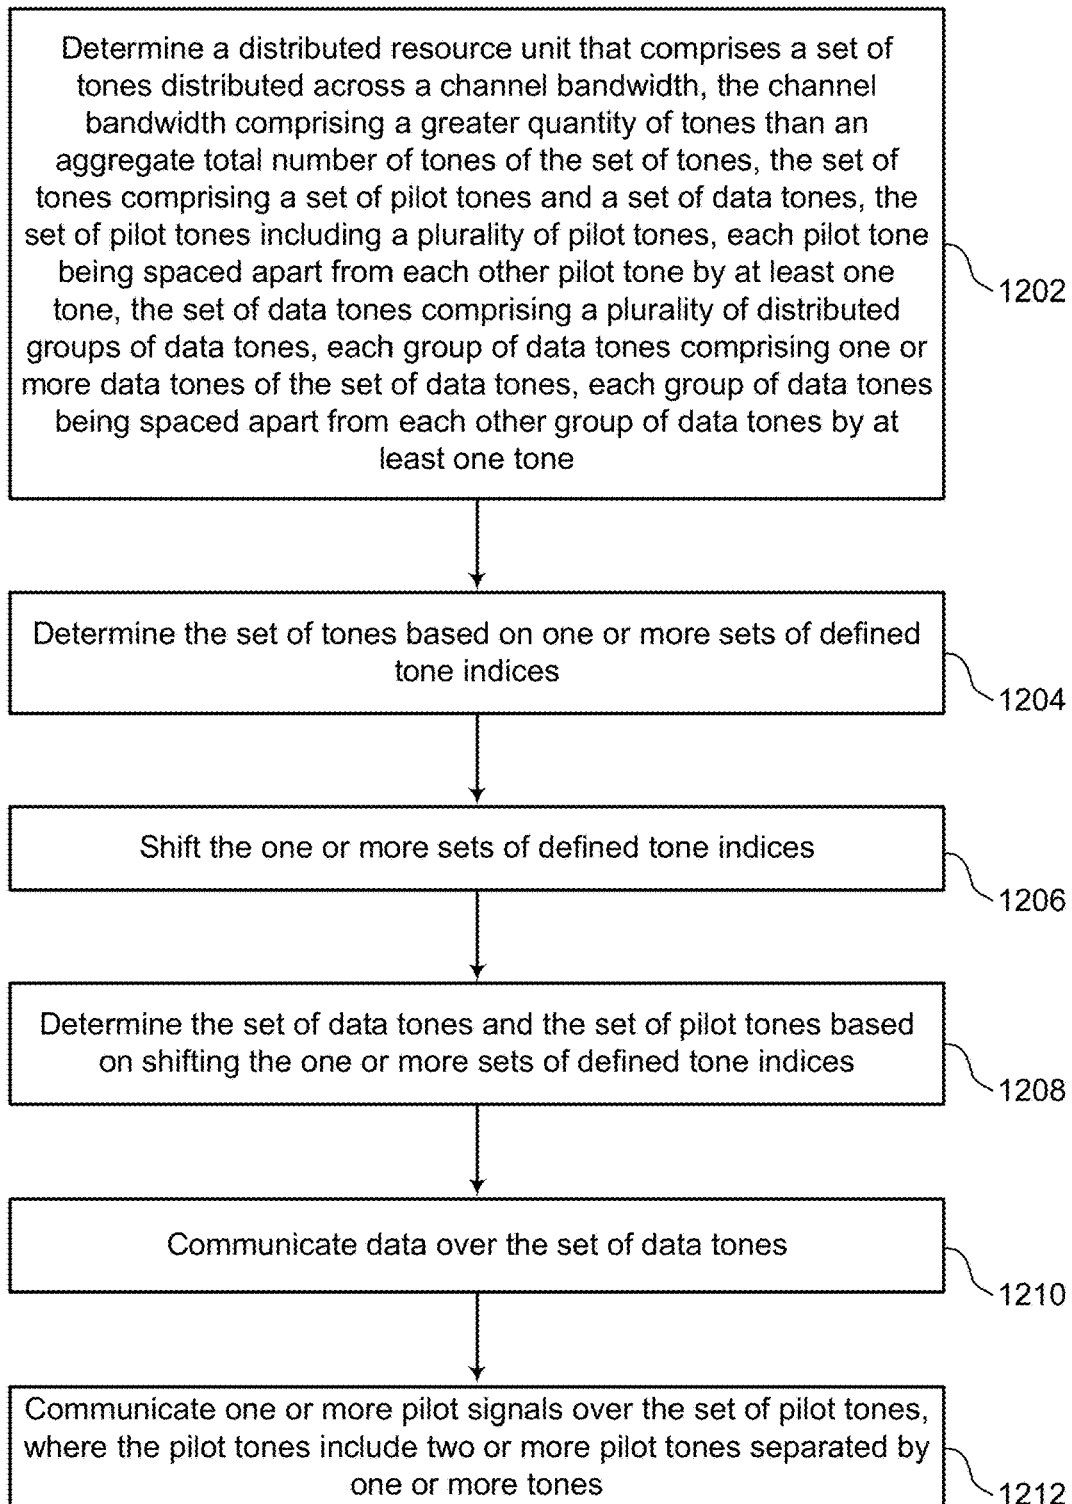 Determine a distributed resource unit that comprises a set of
tones distributed across a channel bandwidth, the channel
bandwidth comprising a greater quantity of tones than an
aggregate total number of tones of the set of tones, the set of
tones comprising a set of pilot tones and a set of data tones, the
set of pilot tones including a plurality of pilot tones, each pilot tone
being spaced apart from each other pilot tone by at least one
tone, the set of data tones comprising a plurality of distributed
groups of data tones, each group of data tones comprising one or
more data tones of the set of data tones, each group of data tones
being spaced apart from each other group of data tones by at
least one tone
1202
Determine the set of tones based on one or more sets of defined
tone indices
1204
Shift the one or more sets of defined tone indices
1206
Determine the set of data tones and the set of pilot tones based
on shifting the one or more sets of defined tone indices
1208
Communicate data over the set of data tones
1210
Communicate one or more pilot signals over the set of pilot tones,
where the pilot tones include two or more pilot tones separated by
one or more tones
1212